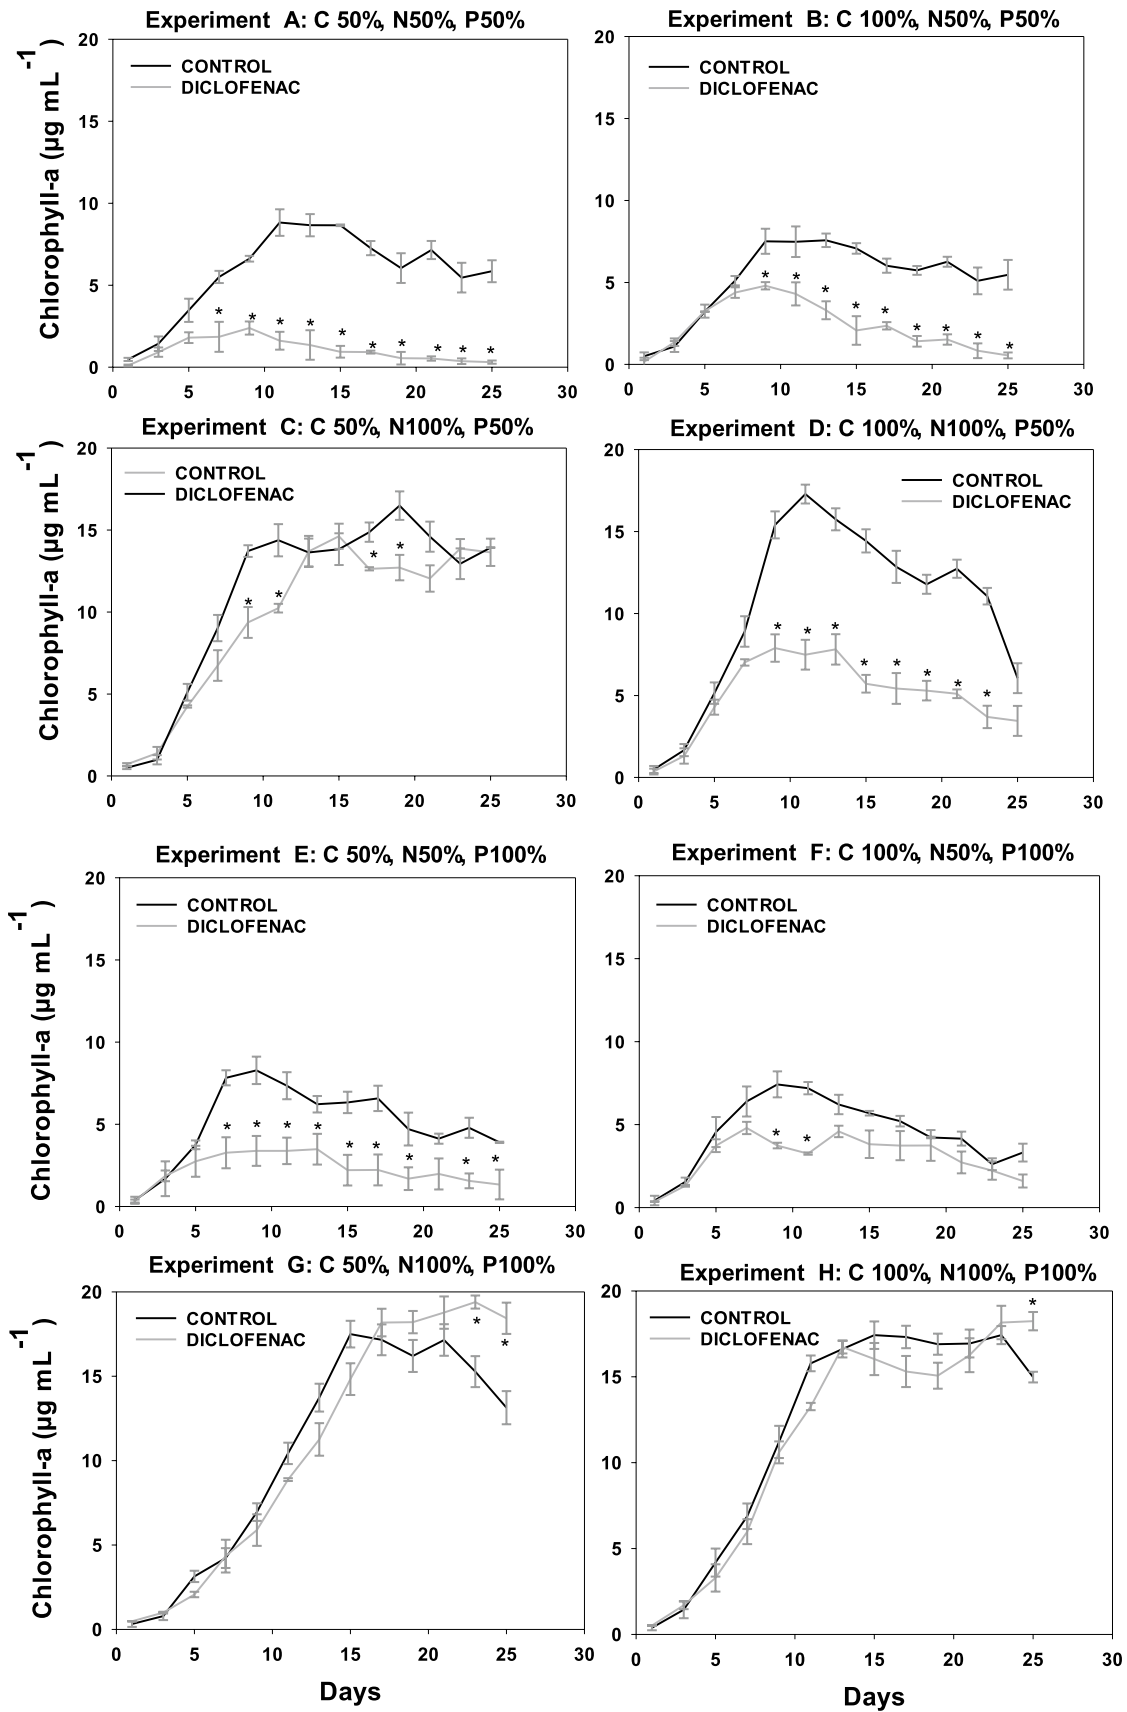 Experiment A: C 50%, N50%, P50%
Chlorophyll-a (µg mL-1)
20
15
10
5
0
CONTROL
DICLOFENAC
* * * * * * * * * *
0 5 10 15 20 25 30
Experiment B: C 100%, N50%, P50%
20
15
10
5
0
CONTROL
DICLOFENAC
* * * * * * * * *
0 5 10 15 20 25 30
Experiment C: C 50%, N100%, P50%
Chlorophyll-a (µg mL-1)
20
15
10
5
0
CONTROL
DICLOFENAC
* * * *
0 5 10 15 20 25 30
Experiment D: C 100%, N100%, P50%
20
15
10
5
0
CONTROL
DICLOFENAC
* * * * * * * *
0 5 10 15 20 25 30
Experiment E: C 50%, N50%, P100%
Chlorophyll-a (µg mL-1)
20
15
10
5
0
CONTROL
DICLOFENAC
* * * * * * * * *
0 5 10 15 20 25 30
Experiment F: C 100%, N50%, P100%
20
15
10
5
0
CONTROL
DICLOFENAC
* *
0 5 10 15 20 25 30
Experiment G: C 50%, N100%, P100%
Chlorophyll-a (µg mL-1)
20
15
10
5
0
CONTROL
DICLOFENAC
* *
0 5 10 15 20 25 30
Days
Experiment H: C 100%, N100%, P100%
20
15
10
5
0
CONTROL
DICLOFENAC
*
0 5 10 15 20 25 30
Days